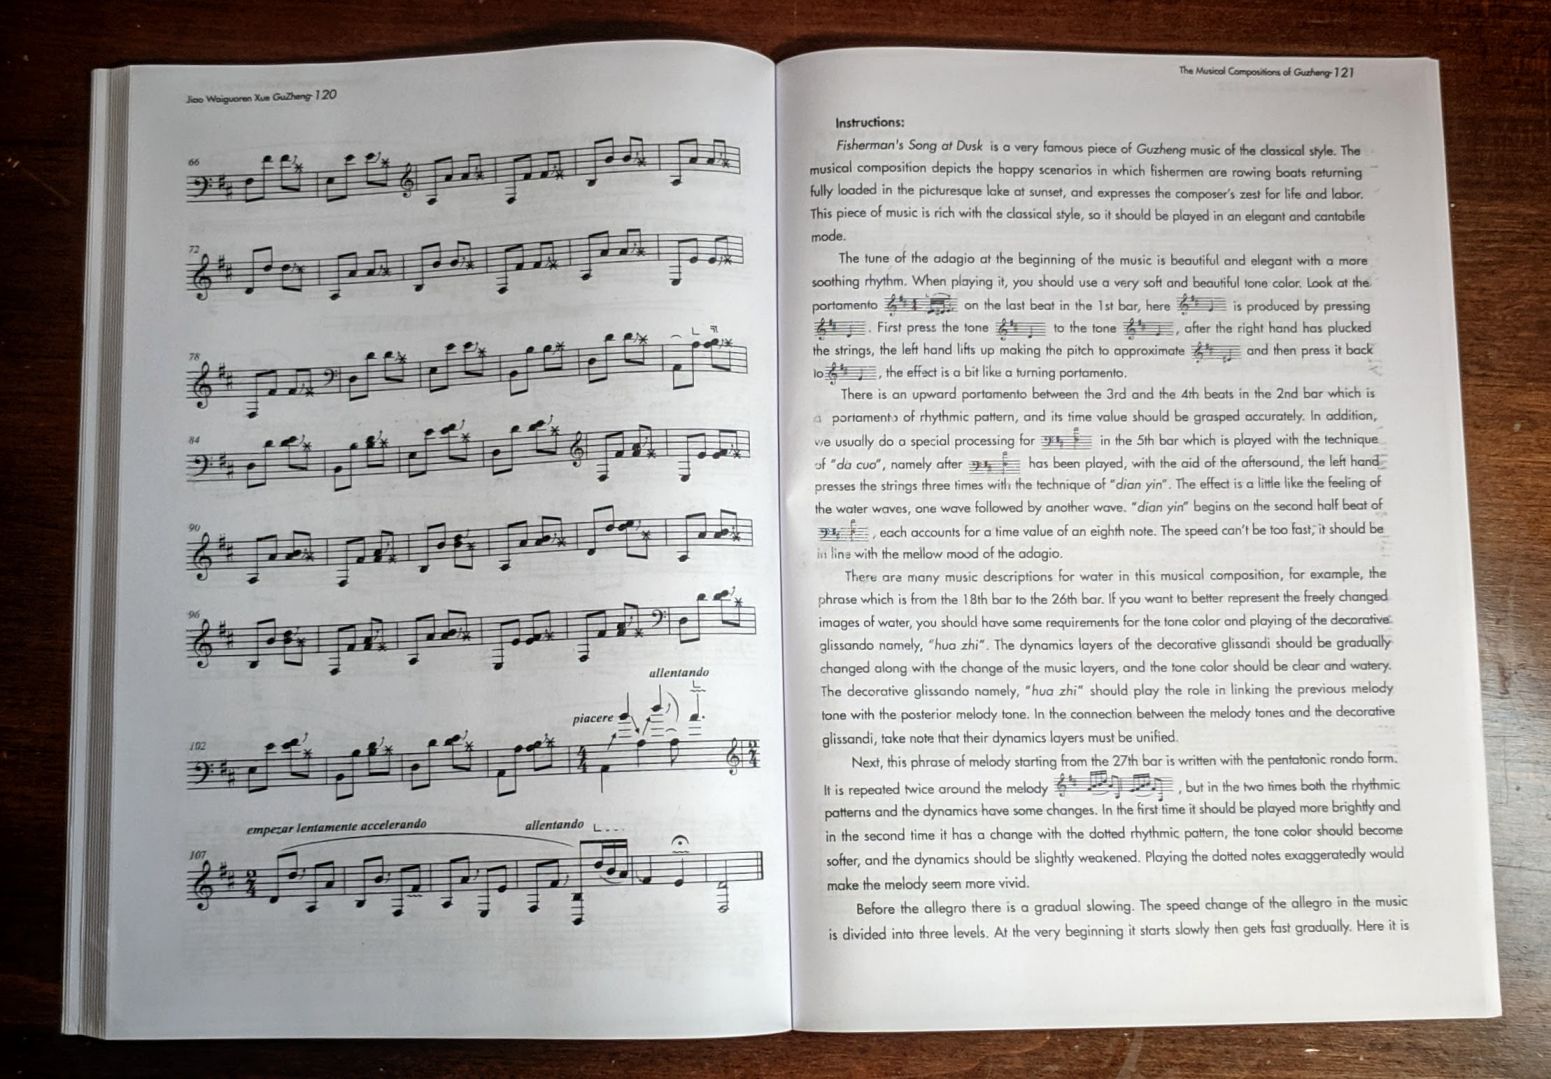 Jiao Waiguoren Xue GuZheng·120
66
72
78
84
90
96
allentando
piacere
102
empezar lentamente accelerando allentando
107
The Musical Compositions of Guzheng·121
Instructions:
Fisherman's Song at Dusk is a very famous piece of Guzheng music of the classical style. The
musical composition depicts the happy scenarios in which fishermen are rowing boats returning
fully loaded in the picturesque lake at sunset, and expresses the composer's zest for life and labor.
This piece of music is rich with the classical style, so it should be played in an elegant and cantabile
mode.
The tune of the adagio at the beginning of the music is beautiful and elegant with a more
soothing rhythm. When playing it, you should use a very soft and beautiful tone color. Look at the
portamento on the last beat in the 1st bar, here is produced by pressing
. First press the tone to the tone , after the right hand has plucked
the strings, the left hand lifts up making the pitch to approximate and then press it back
to , the effect is a bit like a turning portamento.
There is an upward portamento between the 3rd and the 4th beats in the 2nd bar which is
a portamento of rhythmic pattern, and its time value should be grasped accurately. In addition,
we usually do a special processing for in the 5th bar which is played with the technique
of "da cuo", namely after has been played, with the aid of the aftersound, the left hand
presses the strings three times with the technique of "dian yin". The effect is a little like the feeling of
the water waves, one wave followed by another wave. "dian yin" begins on the second half beat of
, each accounts for a time value of an eighth note. The speed can't be too fast, it should be
in line with the mellow mood of the adagio.
There are many music descriptions for water in this musical composition, for example, the
phrase which is from the 18th bar to the 26th bar. If you want to better represent the freely changed
images of water, you should have some requirements for the tone color and playing of the decorative
glissando namely, "hua zhi". The dynamics layers of the decorative glissandi should be gradually
changed along with the change of the music layers, and the tone color should be clear and watery.
The decorative glissando namely, "hua zhi" should play the role in linking the previous melody
tone with the posterior melody tone. In the connection between the melody tones and the decorative
glissandi, take note that their dynamics layers must be unified.
Next, this phrase of melody starting from the 27th bar is written with the pentatonic rondo form.
It is repeated twice around the melody , but in the two times both the rhythmic
patterns and the dynamics have some changes. In the first time it should be played more brightly and
in the second time it has a change with the dotted rhythmic pattern, the tone color should become
softer, and the dynamics should be slightly weakened. Playing the dotted notes exaggeratedly would
make the melody seem more vivid.
Before the allegro there is a gradual slowing. The speed change of the allegro in the music
is divided into three levels. At the very beginning it starts slowly then gets fast gradually. Here it is